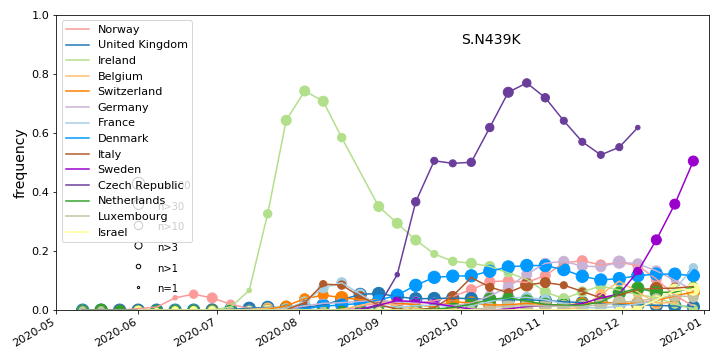 S.N439K
Norway
United Kingdom
Ireland
Belgium
Switzerland
Germany
France
Denmark
Italy
Sweden
Czech Republic
Netherlands
Luxembourg
Israel
n>30
n>10
n>3
n>1
n=1
frequency
1.0
0.8
0.6
0.4
0.2
0.0
2020-05
2020-06
2020-07
2020-08
2020-09
2020-10
2020-11
2020-12
2021-01